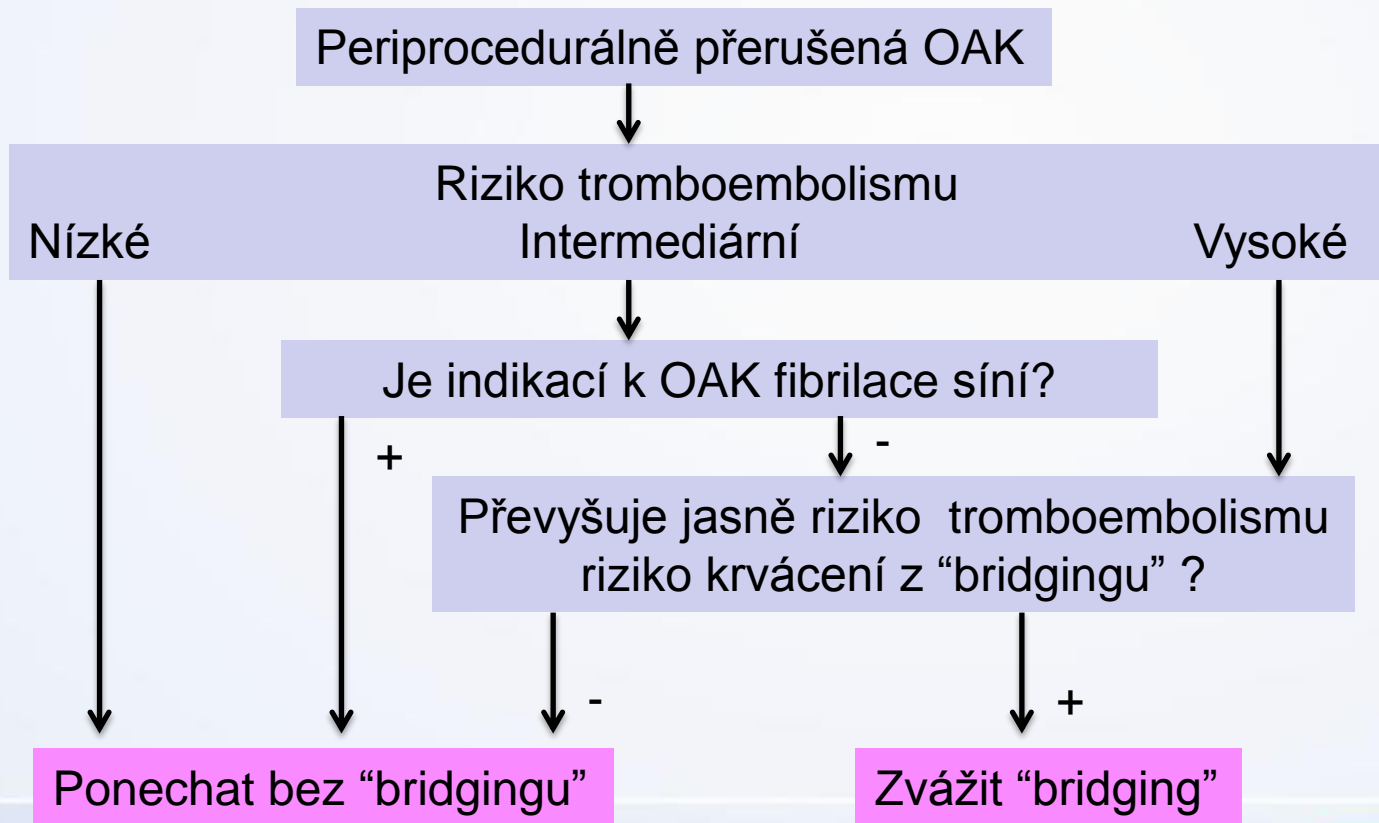 Periprocedurálně přerušená OAK
Riziko tromboembolismu
Nízké Intermediární Vysoké
Je indikací k OAK fibrilace síní?
+ -
Převyšuje jasně riziko tromboembolismu
riziko krvácení z “bridgingu” ?
- +
Ponechat bez “bridgingu” Zvážit “bridging”